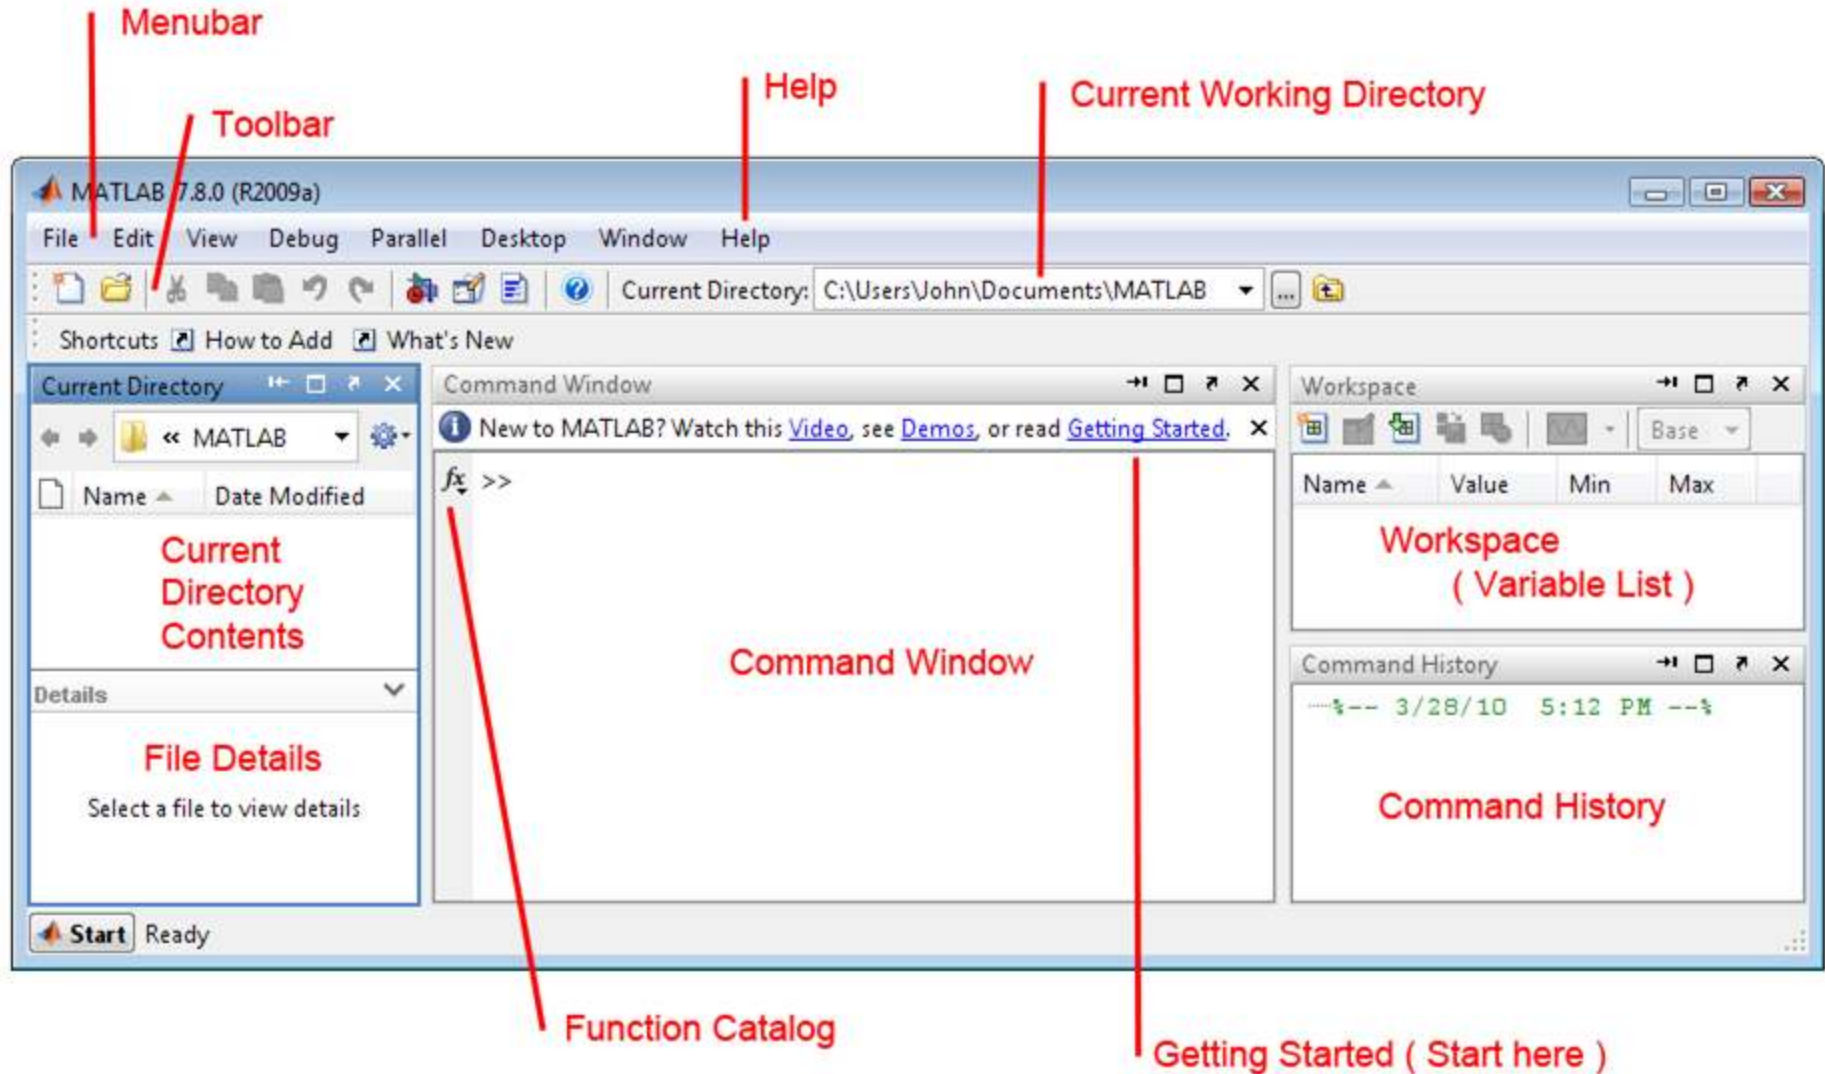 Menubar
Help
Current Working Directory
Toolbar
MATLAB 7.8.0 (R2009a)
File Edit View Debug Parallel Desktop Window Help
Current Directory: C:\Users\John\Documents\MATLAB ...
Shortcuts How to Add What's New
Current Directory
« MATLAB
Name Date Modified
Current
Directory
Contents
Details
File Details
Select a file to view details
Command Window
New to MATLAB? Watch this Video, see Demos, or read Getting Started.
fx >>
Command Window
Workspace
Base
Name Value Min Max
Workspace
( Variable List )
Command History
%-- 3/28/10 5:12 PM --%
Command History
Start Ready
Function Catalog
Getting Started ( Start here )